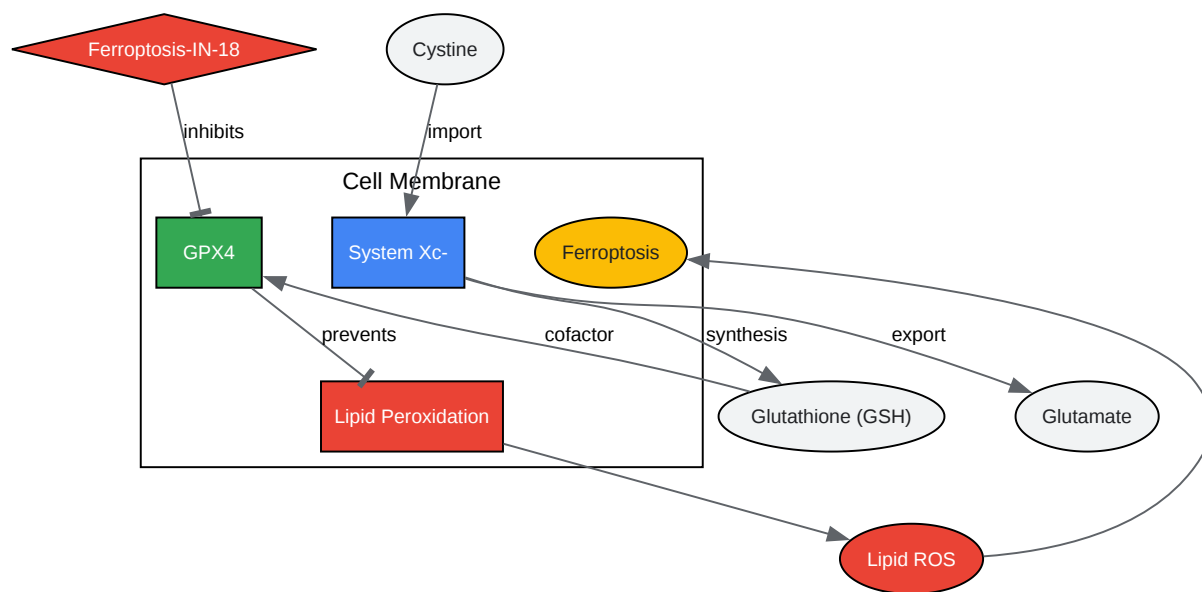 Ferroptosis-IN-18
Cystine
inhibits
import
Cell Membrane
GPX4
System Xc-
Ferroptosis
prevents
cofactor
synthesis
export
Lipid Peroxidation
Glutathione (GSH)
Glutamate
Lipid ROS